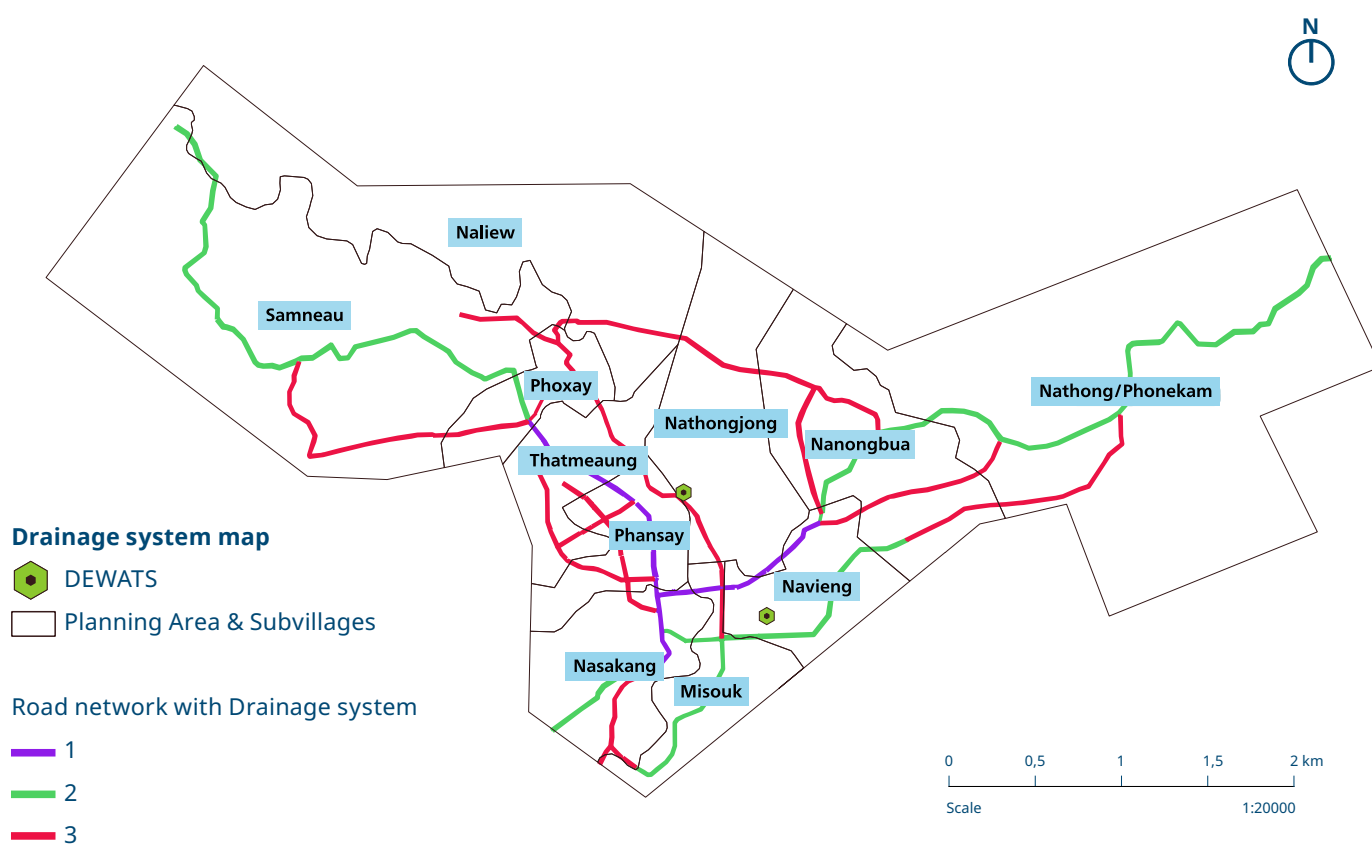 N
Naliew
Samneau
Phoxay
Nathong/Phonekam
Nathongjong
Nanongbua
Thatmeaung
Phansay
Navieng
Nasakang
Misouk
Drainage system map
DEWATS
Planning Area & Subvillages
Road network with Drainage system
1
2
3
0 0,5 1 1,5 2 km
Scale 1:20000